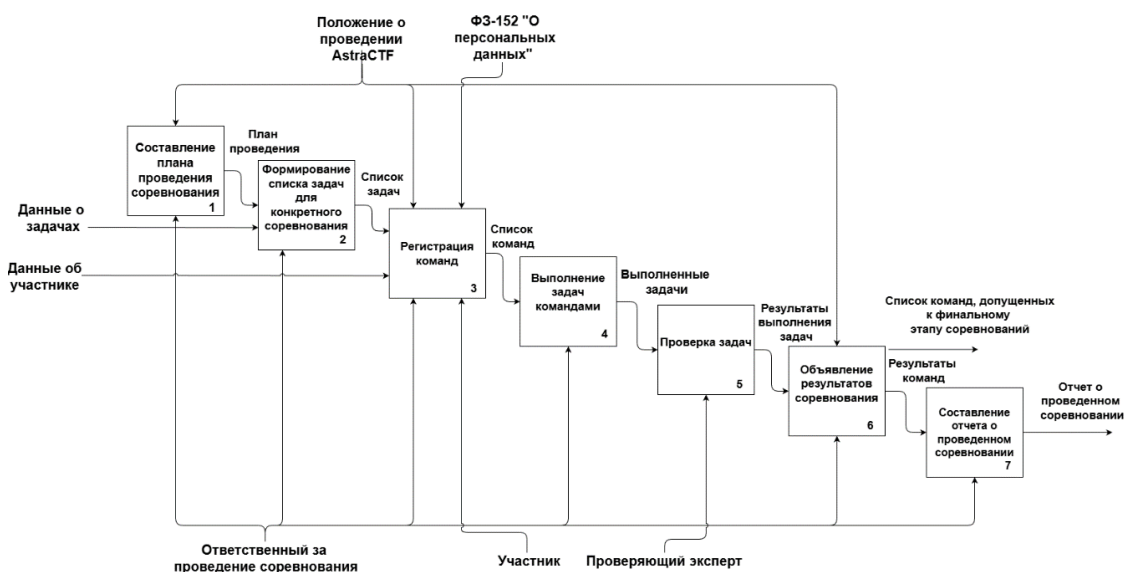 Положение о
проведении
AstraCTF
ФЗ-152 "О
персональных
данных"
Составление
плана
проведения
соревнования
1
План
проведения
Формирование
списка задач
для
конкретного
соревнования
2
Список
задач
Данные о
задачах
Регистрация
команд
3
Список
команд
Данные об
участнике
Выполнение
задач
командами
4
Выполненные
задачи
Проверка задач
5
Результаты
выполнения
задач
Список команд, допущенных
к финальному
этапу соревнований
Объявление
результатов
соревнования
6
Результаты
команд
Составление
отчета о
проведенном
соревновании
7
Отчет о
проведенном
соревновании
Ответственный за
проведение соревнования
Участник
Проверяющий эксперт